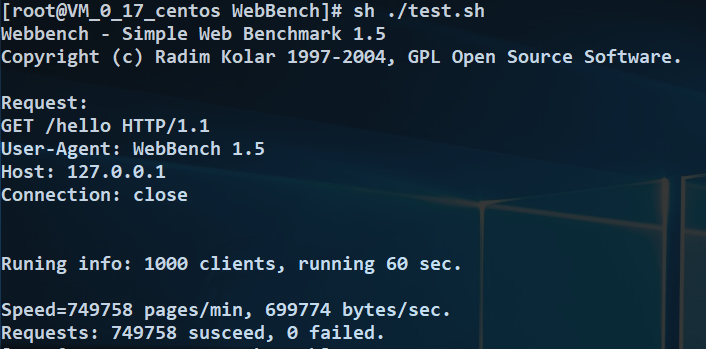 [root@VM_0_17_centos WebBench]# sh ./test.sh
Webbench - Simple Web Benchmark 1.5
Copyright (c) Radim Kolar 1997-2004, GPL Open Source Software.
Request:
GET /hello HTTP/1.1
User-Agent: WebBench 1.5
Host: 127.0.0.1
Connection: close
Runing info: 1000 clients, running 60 sec.
Speed=749758 pages/min, 699774 bytes/sec.
Requests: 749758 susceed, 0 failed.